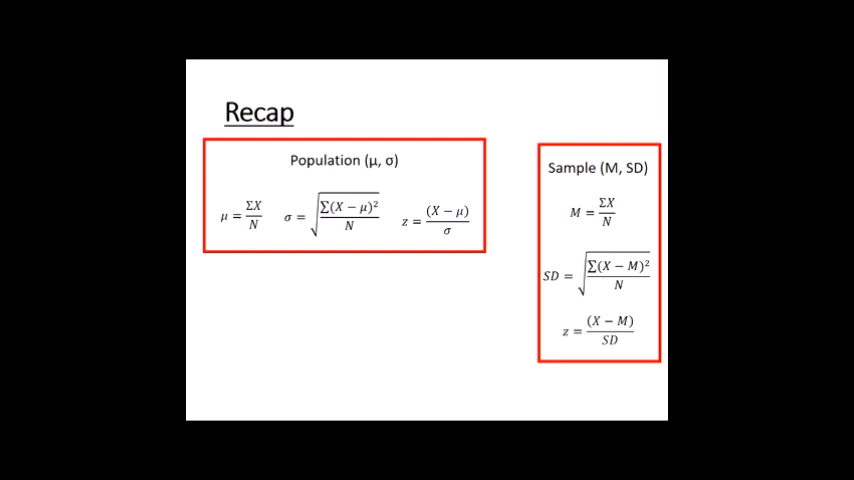 Recap
Population (μ, σ)
μ = ΣX / N
σ = √(∑(X − μ)² / N)
z = (X − μ) / σ
Sample (M, SD)
M = ΣX / N
SD = √(∑(X − M)² / N)
z = (X − M) / SD